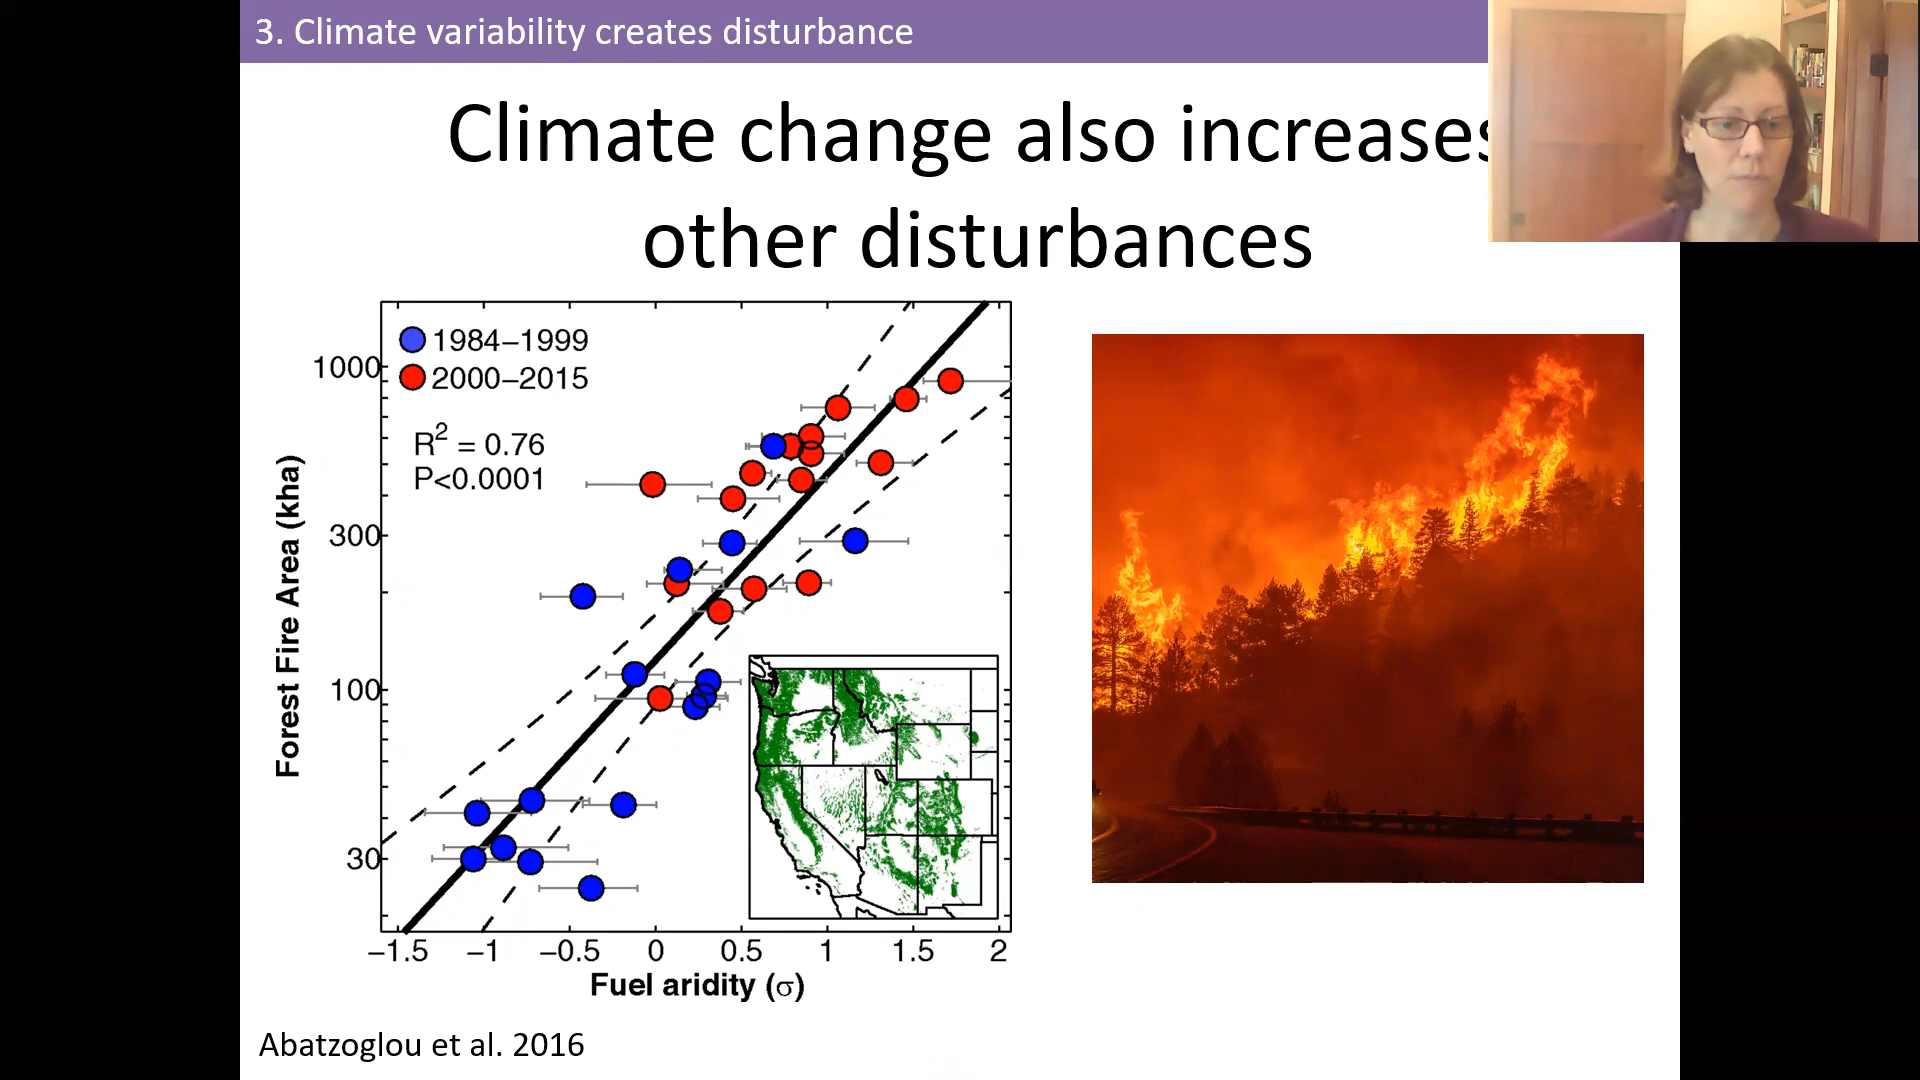 3. Climate variability creates disturbance
Climate change also increases
other disturbances
1984–1999
2000–2015
R² = 0.76
P<0.0001
1000
300
100
30
Forest Fire Area (kha)
−1.5 −1 −0.5 0 0.5 1 1.5 2
Fuel aridity (σ)
Abatzoglou et al. 2016